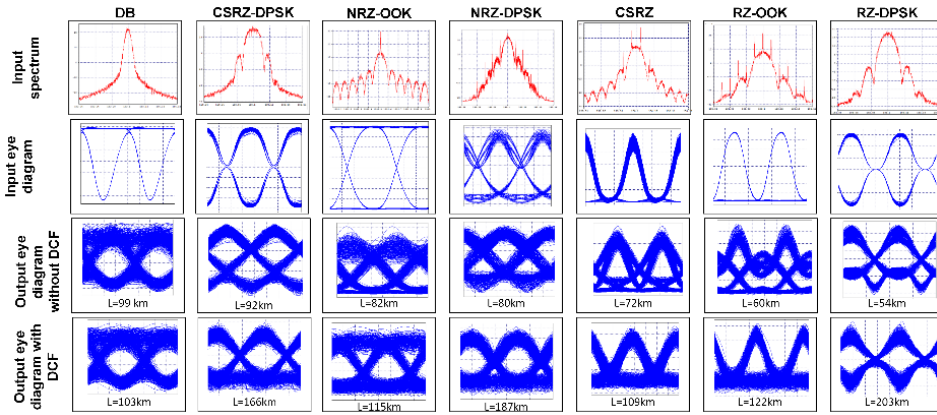 DB CSRZ-DPSK NRZ-OOK NRZ-DPSK CSRZ RZ-OOK RZ-DPSK
Input
spectrum
Input eye
diagram
Output eye
diagram
without DCF
L=99 km L=92km L=82km L=80km L=72km L=60km L=54km
Output eye
diagram with
DCF
L=103km L=166km L=115km L=187km L=109km L=122km L=203km